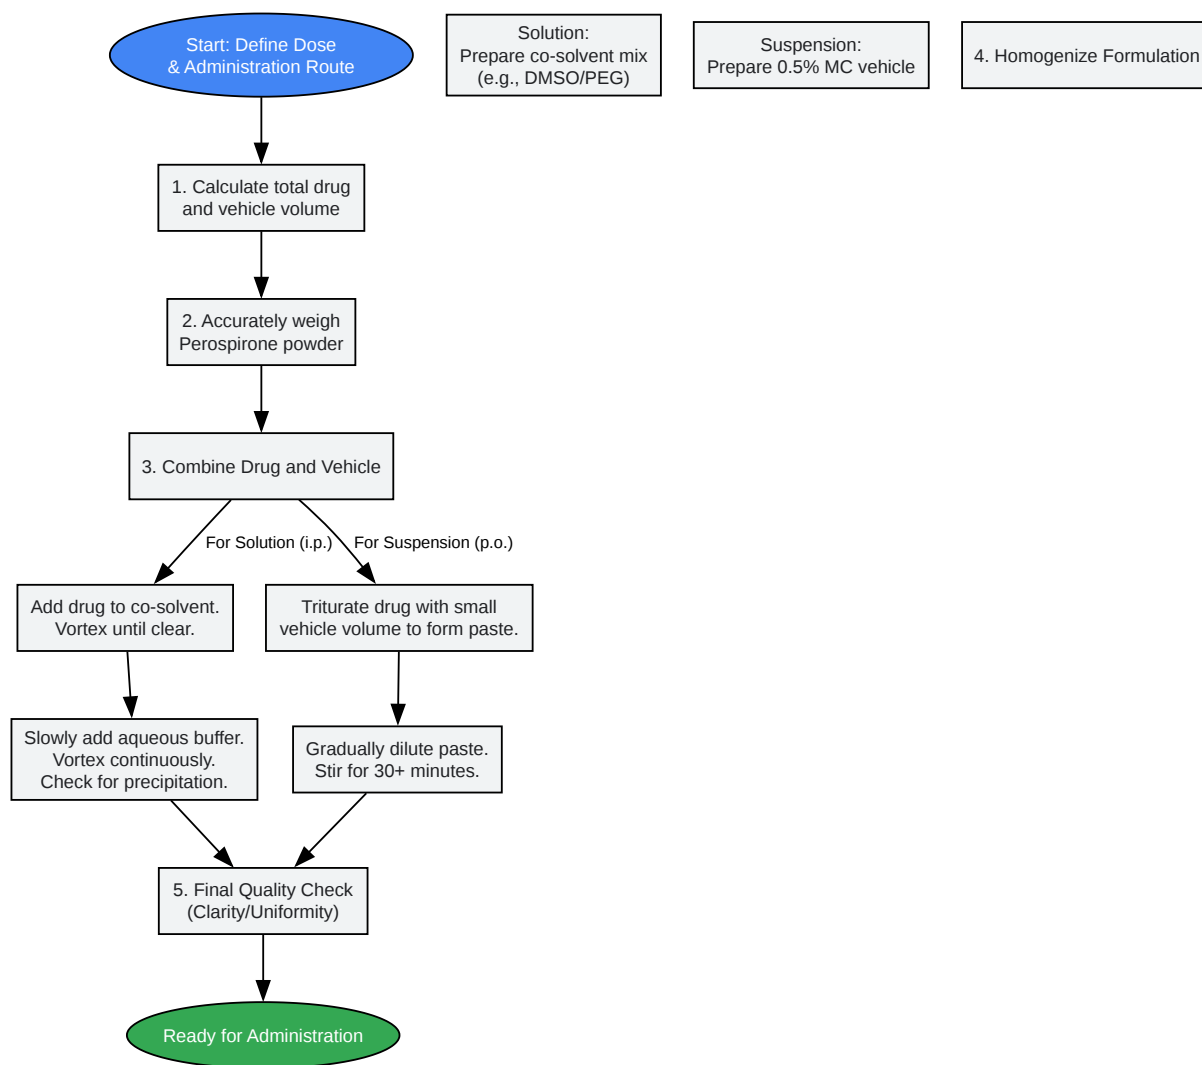 Start: Define Dose
& Administration Route
Solution:
Prepare co-solvent mix
(e.g., DMSO/PEG)
Suspension:
Prepare 0.5% MC vehicle
4. Homogenize Formulation
1. Calculate total drug
and vehicle volume
2. Accurately weigh
Perospirone powder
3. Combine Drug and Vehicle
For Solution (i.p.)
For Suspension (p.o.)
Add drug to co-solvent.
Vortex until clear.
Triturate drug with small
vehicle volume to form paste.
Slowly add aqueous buffer.
Vortex continuously.
Check for precipitation.
Gradually dilute paste.
Stir for 30+ minutes.
5. Final Quality Check
(Clarity/Uniformity)
Ready for Administration